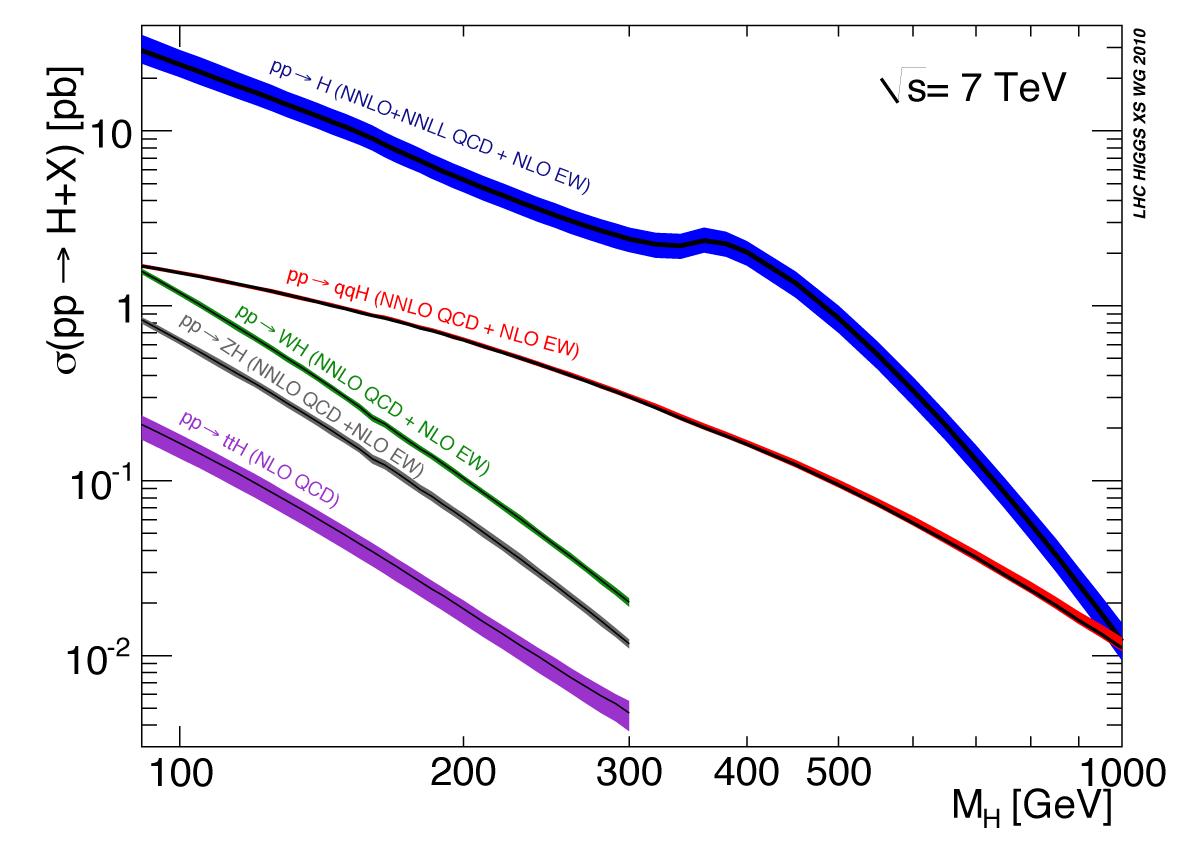 σ(pp → H+X) [pb]
10
1
10⁻¹
10⁻²
√s= 7 TeV
LHC HIGGS XS WG 2010
pp → H (NNLO+NNLL QCD + NLO EW)
pp → qqH (NNLO QCD + NLO EW)
pp → WH (NNLO QCD + NLO EW)
pp → ZH (NNLO QCD +NLO EW)
pp → ttH (NLO QCD)
100 200 300 400 500 1000
M_H [GeV]